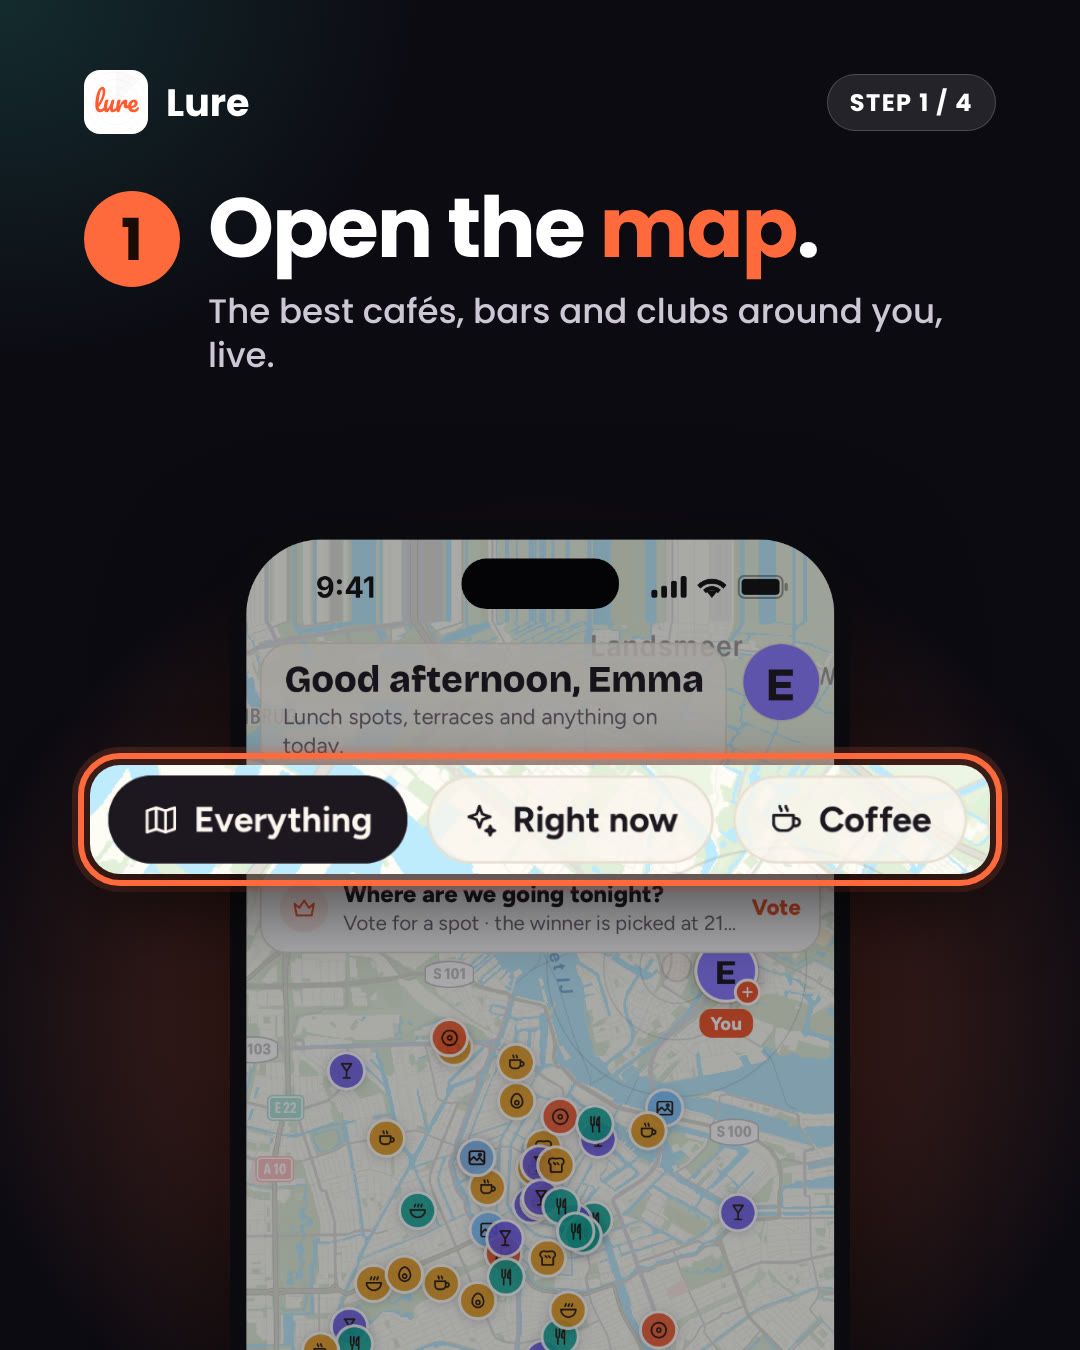 lure
Lure
STEP 1 / 4
1
Open the map.
The best cafés, bars and clubs around you,
live.
9:41
Landsmeer
Good afternoon, Emma
E
Lunch spots, terraces and anything on
today.
Everything
Right now
Coffee
Where are we going tonight?
Vote for a spot · the winner is picked at 21...
Vote
S 101
et IJ
E
You
103
E 22
S 100
A 10